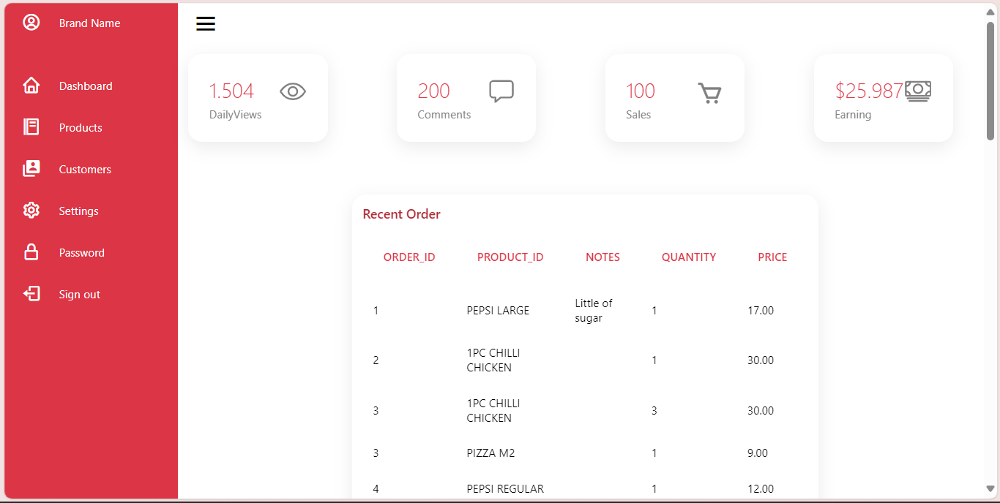 Brand Name
Dashboard
Products
Customers
Settings
Password
Sign out
1.504
DailyViews
200
Comments
100
Sales
$25.987
Earning
Recent Order
ORDER_ID PRODUCT_ID NOTES QUANTITY PRICE
1 PEPSI LARGE Little of sugar 1 17.00
2 1PC CHILLI CHICKEN 1 30.00
3 1PC CHILLI CHICKEN 3 30.00
3 PIZZA M2 1 9.00
4 PEPSI REGULAR 1 12.00